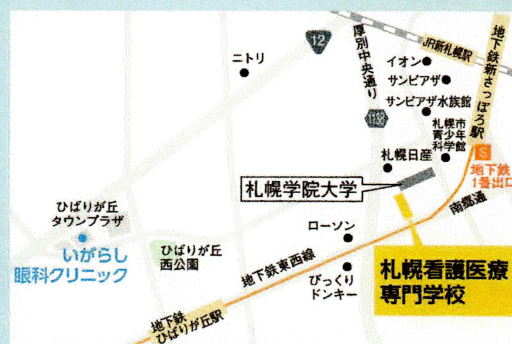 12
厚別中央通り
JR新札幌駅
地下鉄新さっぽろ駅
ニトリ
イオン
サンピアザ
サンピアザ水族館
1138
札幌市
青少年
科学館
札幌日産
S
地下鉄
1番出口
札幌学院大学
南郷通
ひばりが丘
タウンプラザ
いがらし
眼科クリニック
ひばりが丘
西公園
ローソン
地下鉄東西線
びっくり
ドンキー
札幌看護医療
専門学校
地下鉄
ひばりが丘駅